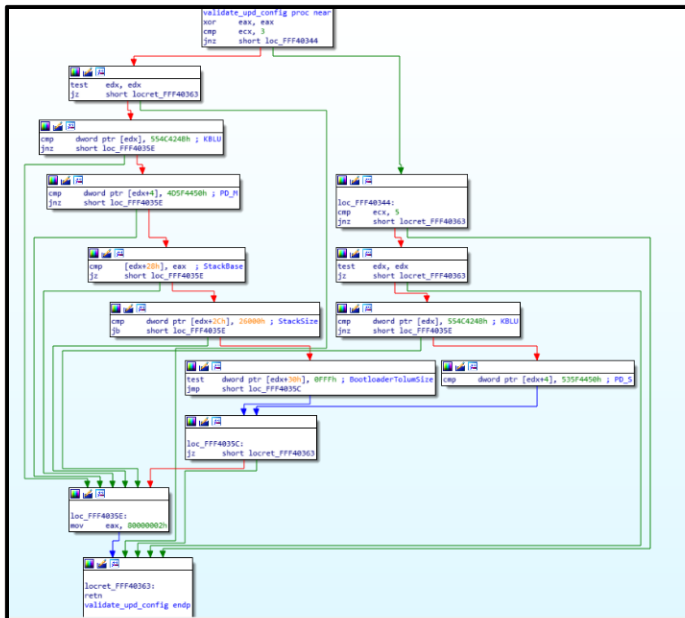 validate_upd_config proc near
xor eax, eax
cmp ecx, 3
jnz short loc_FFF40344
test edx, edx
jz short locret_FFF40363
cmp dword ptr [edx], 554C4248h ; KBLU
jnz short loc_FFF4035E
cmp dword ptr [edx+4], 4D5F4450h ; PD_M
jnz short loc_FFF4035E
loc_FFF40344:
cmp ecx, 5
jnz short locret_FFF40363
cmp [edx+28h], eax ; StackBase
jz short loc_FFF4035E
test edx, edx
jz short locret_FFF40363
cmp dword ptr [edx+2Ch], 26000h ; StackSize
jb short loc_FFF4035E
cmp dword ptr [edx], 554C4248h ; KBLU
jnz short loc_FFF4035E
test dword ptr [edx+30h], 0FFFh ; BootloaderTolumSize
jmp short loc_FFF4035C
cmp dword ptr [edx+4], 535F4450h ; PD_S
loc_FFF4035C:
jz short locret_FFF40363
loc_FFF4035E:
mov eax, 80000002h
locret_FFF40363:
retn
validate_upd_config endp